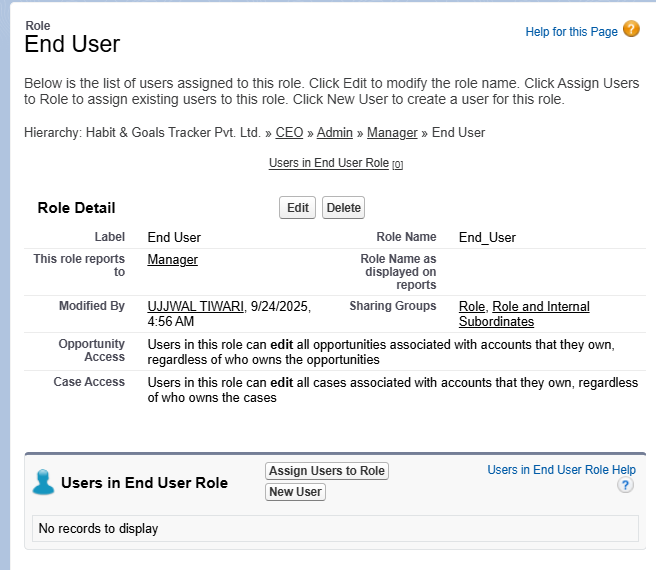 Role
End User
Help for this Page
Below is the list of users assigned to this role. Click Edit to modify the role name. Click Assign Users
to Role to assign existing users to this role. Click New User to create a user for this role.
Hierarchy: Habit & Goals Tracker Pvt. Ltd. » CEO » Admin » Manager » End User
Users in End User Role [0]
Role Detail
Edit
Delete
Label
End User
Role Name
End_User
This role reports
to
Manager
Role Name as
displayed on
reports
Modified By
UJJWAL TIWARI, 9/24/2025,
4:56 AM
Sharing Groups
Role, Role and Internal
Subordinates
Opportunity
Access
Users in this role can edit all opportunities associated with accounts that they own,
regardless of who owns the opportunities
Case Access
Users in this role can edit all cases associated with accounts that they own, regardless
of who owns the cases
Users in End User Role
Assign Users to Role
New User
Users in End User Role Help
?
No records to display